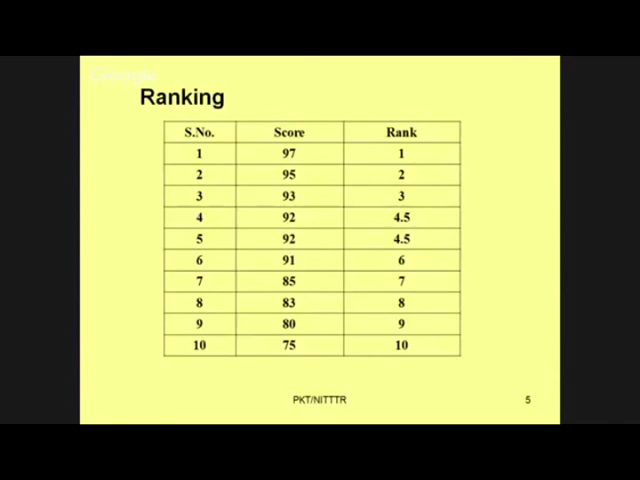 Ranking
S.No. Score Rank
1 97 1
2 95 2
3 93 3
4 92 4.5
5 92 4.5
6 91 6
7 85 7
8 83 8
9 80 9
10 75 10
PKT/NITTTR 5